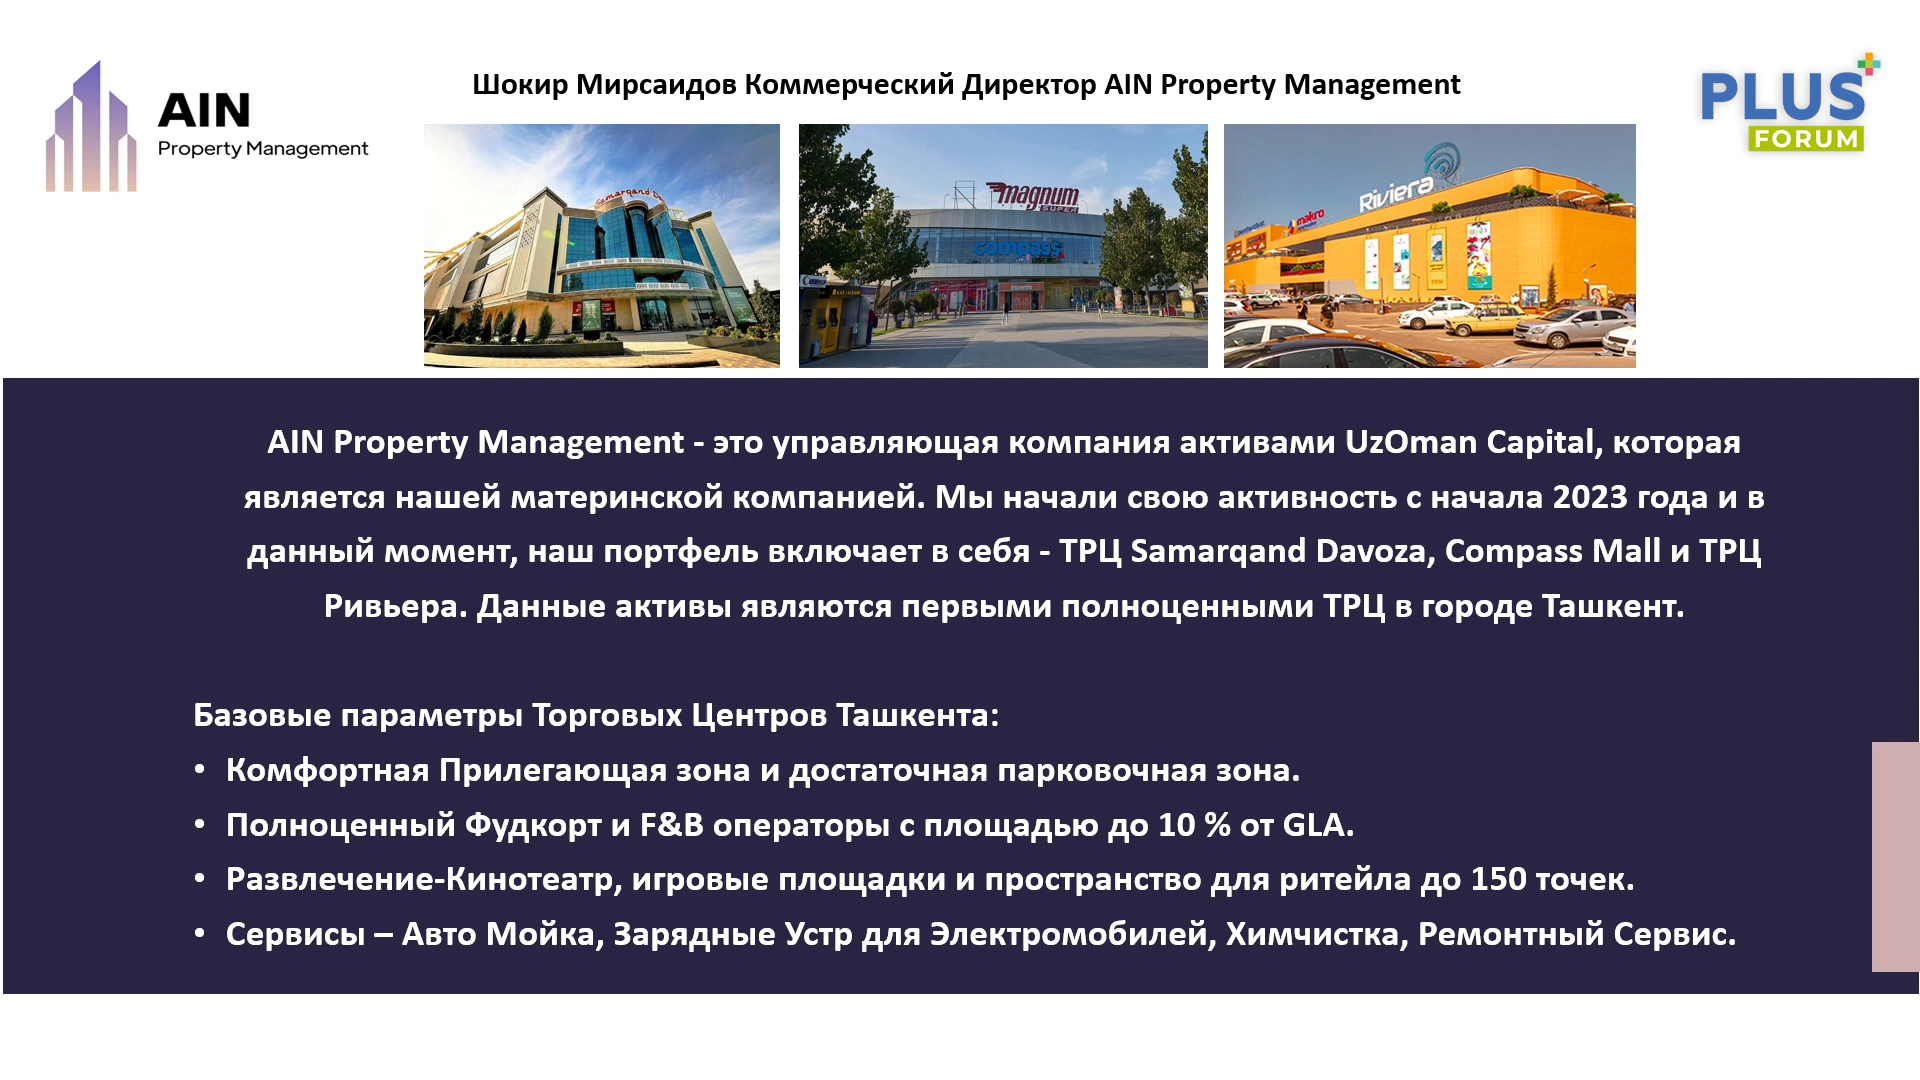 AIN
Property Management
Шокир Мирсаидов Коммерческий Директор AIN Property Management
PLUS
FORUM
Samarqand
magnum
SUPER
compass
Riviera
makro
AIN Property Management - это управляющая компания активами UzOman Capital, которая
является нашей материнской компанией. Мы начали свою активность с начала 2023 года и в
данный момент, наш портфель включает в себя - ТРЦ Samarqand Davoza, Compass Mall и ТРЦ
Ривьера. Данные активы являются первыми полноценными ТРЦ в городе Ташкент.
Базовые параметры Торговых Центров Ташкента:
• Комфортная Прилегающая зона и достаточная парковочная зона.
• Полноценный Фудкорт и F&B операторы с площадью до 10 % от GLA.
• Развлечение-Кинотеатр, игровые площадки и пространство для ритейла до 150 точек.
• Сервисы – Авто Мойка, Зарядные Устр для Электромобилей, Химчистка, Ремонтный Сервис.